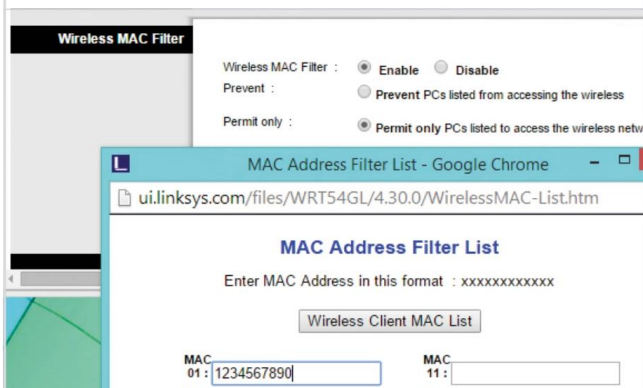 Wireless MAC Filter
Wireless MAC Filter : Enable Disable
Prevent : Prevent PCs listed from accessing the wireless
Permit only : Permit only PCs listed to access the wireless netw
L MAC Address Filter List - Google Chrome
ui.linksys.com/files/WRT54GL/4.30.0/WirelessMAC-List.htm
MAC Address Filter List
Enter MAC Address in this format : xxxxxxxxxxxx
Wireless Client MAC List
MAC 01 : 1234567890 MAC 11 :